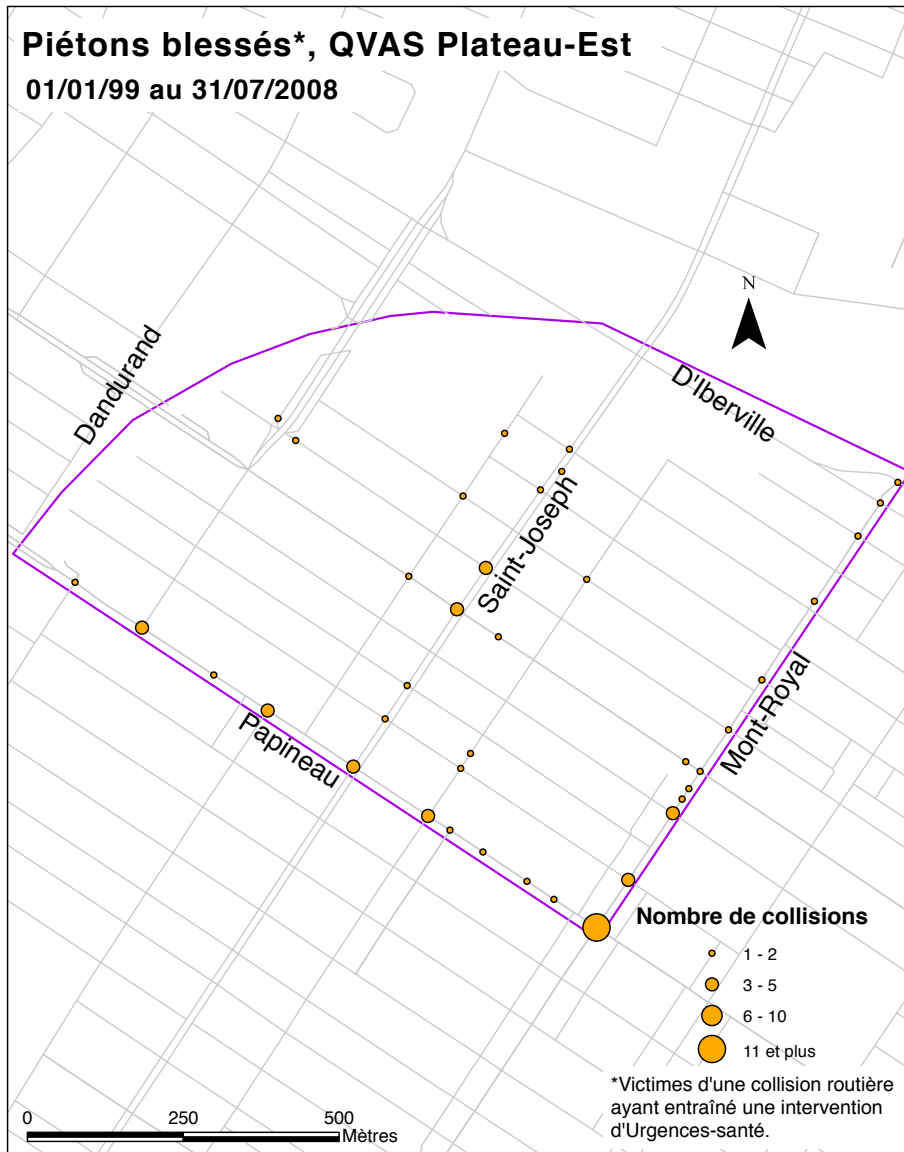 Piétons blessés*, QVAS Plateau-Est
01/01/99 au 31/07/2008
N
Dandurand
D'Iberville
Saint-Joseph
Mont-Royal
Papineau
Nombre de collisions
1 - 2
3 - 5
6 - 10
11 et plus
*Victimes d'une collision routière
ayant entraîné une intervention
d'Urgences-santé.
0 250 500
Mètres